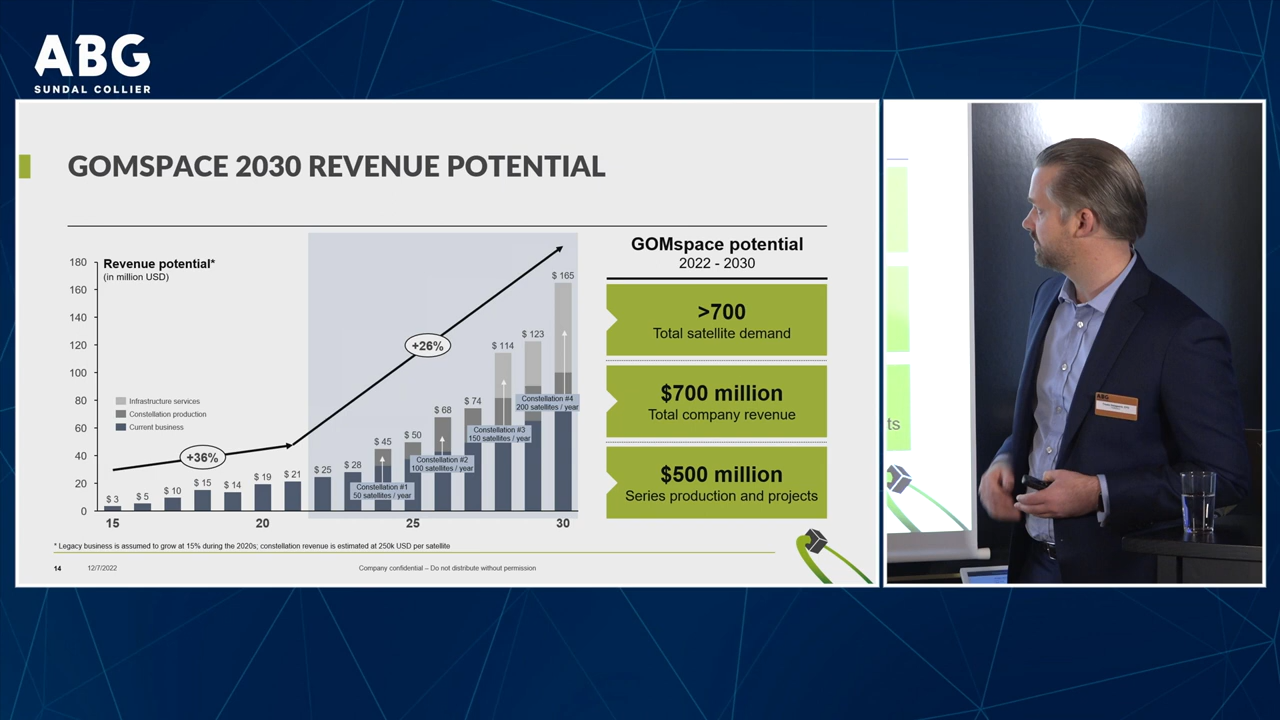 ABG
SUNDAL COLLIER
GOMSPACE 2030 REVENUE POTENTIAL
Revenue potential*
(in million USD)
180
160
140
120
100
80
60
40
20
0
Infrastructure services
Constellation production
Current business
+36%
+26%
$ 3
$ 5
$ 10
$ 15
$ 14
$ 19
$ 21
$ 25
$ 28
$ 45
$ 50
$ 68
$ 74
$ 114
$ 123
$ 165
Constellation #1
50 satellites / year
Constellation #2
100 satellites / year
Constellation #3
150 satellites / year
Constellation #4
200 satellites / year
15
20
25
30
GOMspace potential
2022 - 2030
>700
Total satellite demand
$700 million
Total company revenue
$500 million
Series production and projects
* Legacy business is assumed to grow at 15% during the 2020s; constellation revenue is estimated at 250k USD per satellite
14
12/7/2022
Company confidential – Do not distribute without permission
ts
ABG